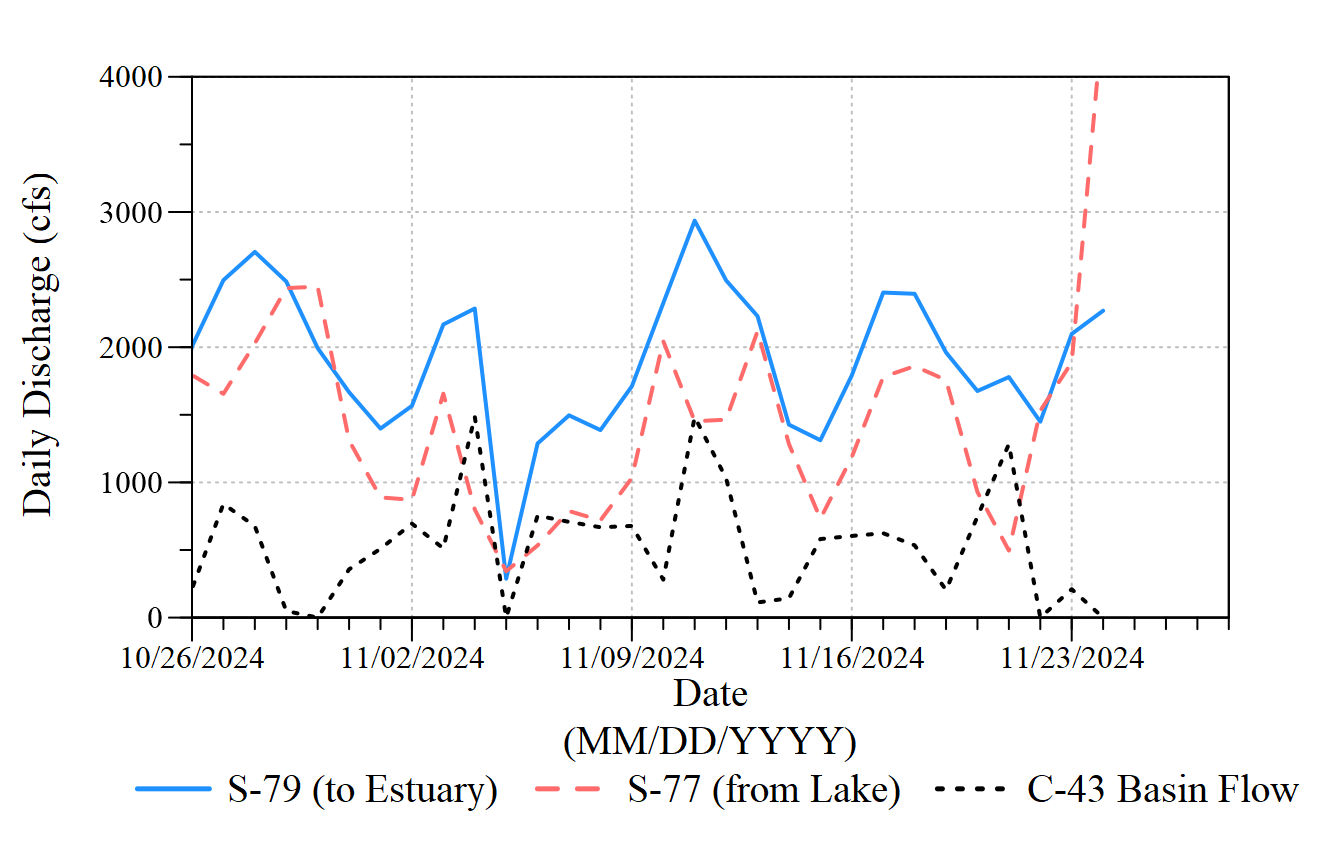 4000
3000
2000
1000
0
Daily Discharge (cfs)
10/26/2024 11/02/2024 11/09/2024 11/16/2024 11/23/2024
Date
(MM/DD/YYYY)
S-79 (to Estuary) S-77 (from Lake) C-43 Basin Flow